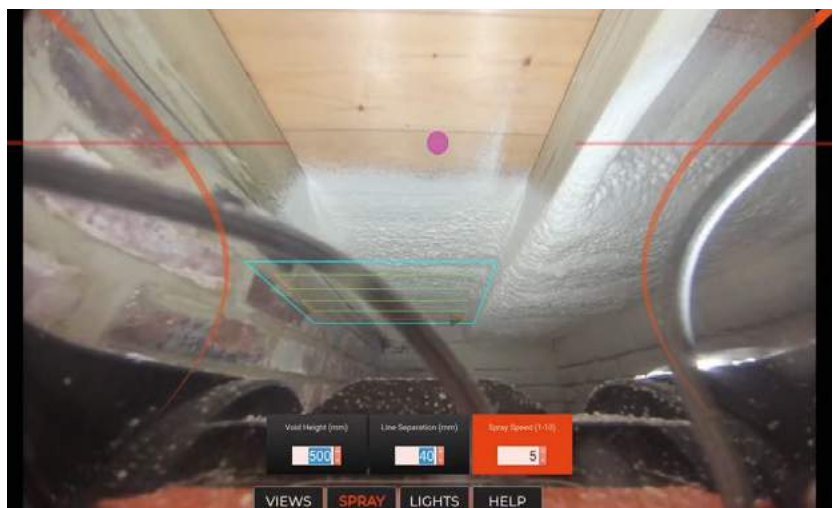 Void Height (mm)
Line Separation (mm)
Spray Speed (1-10)
500
40
5
VIEWS
SPRAY
LIGHTS
HELP